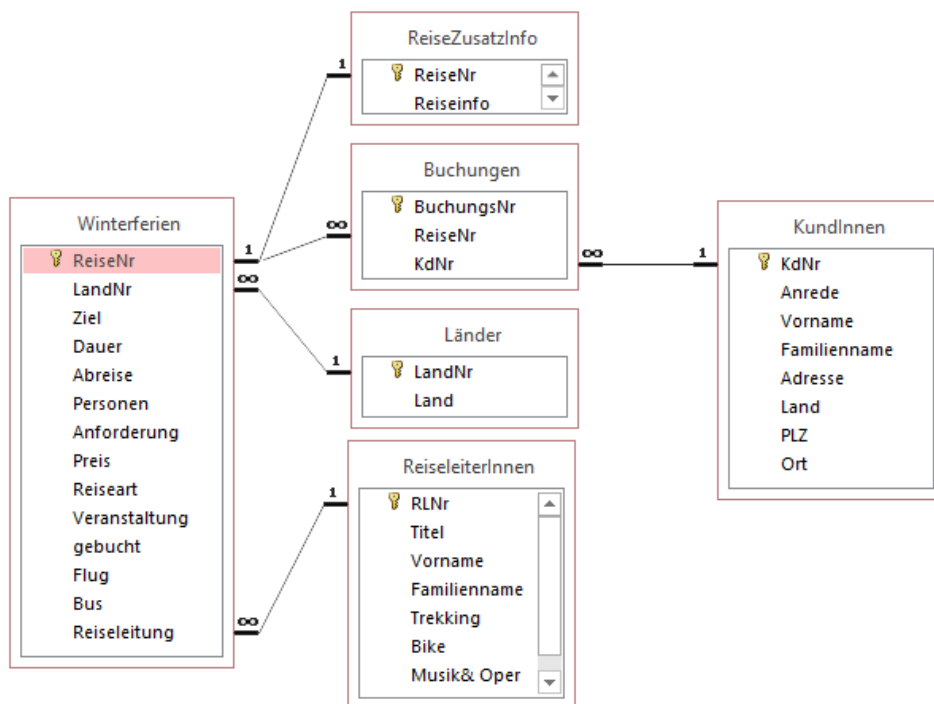 Winterferien
ReiseNr
LandNr
Ziel
Dauer
Abreise
Personen
Anforderung
Preis
Reiseart
Veranstaltung
gebucht
Flug
Bus
Reiseleitung
1
∞
∞
ReiseZusatzInfo
ReiseNr
Reiseinfo
1
Buchungen
BuchungsNr
ReiseNr
KdNr
∞
∞
Länder
LandNr
Land
1
ReiseleiterInnen
RLNr
Titel
Vorname
Familienname
Trekking
Bike
Musik& Oper
1
KundInnen
KdNr
Anrede
Vorname
Familienname
Adresse
Land
PLZ
Ort
1